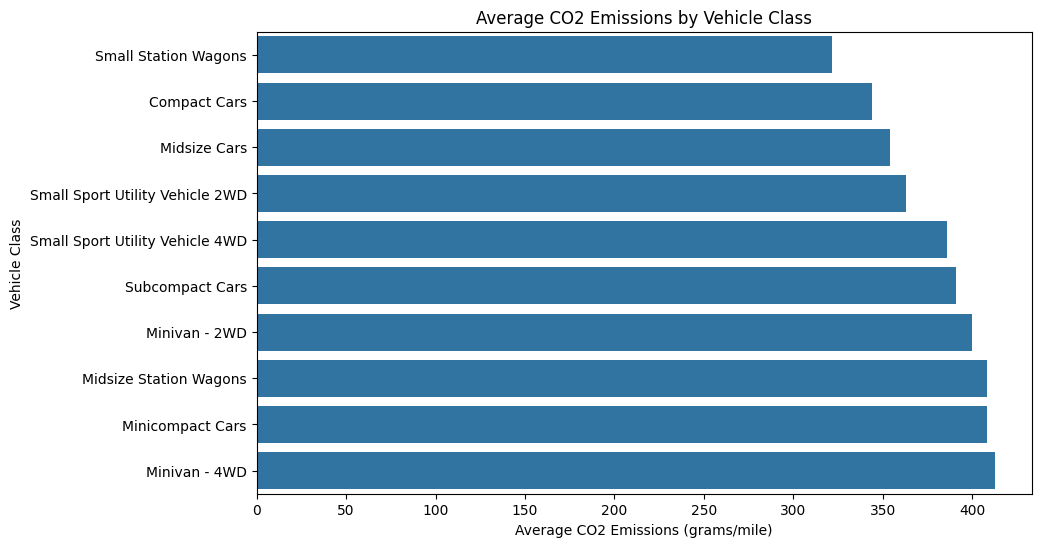 Average CO2 Emissions by Vehicle Class
Vehicle Class
Small Station Wagons
Compact Cars
Midsize Cars
Small Sport Utility Vehicle 2WD
Small Sport Utility Vehicle 4WD
Subcompact Cars
Minivan - 2WD
Midsize Station Wagons
Minicompact Cars
Minivan - 4WD
0 50 100 150 200 250 300 350 400
Average CO2 Emissions (grams/mile)